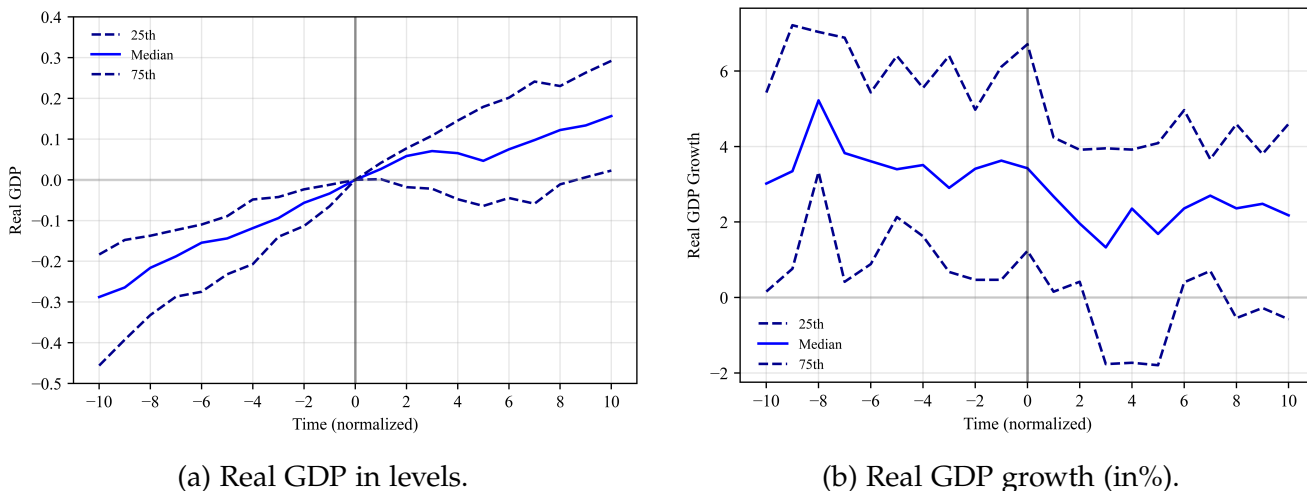 0.4
0.3
0.2
0.1
0.0
−0.1
−0.2
−0.3
−0.4
−0.5
Real GDP
25th
Median
75th
−10 −8 −6 −4 −2 0 2 4 6 8 10
Time (normalized)
(a) Real GDP in levels.
6
4
2
0
−2
Real GDP Growth
25th
Median
75th
−10 −8 −6 −4 −2 0 2 4 6 8 10
Time (normalized)
(b) Real GDP growth (in%).